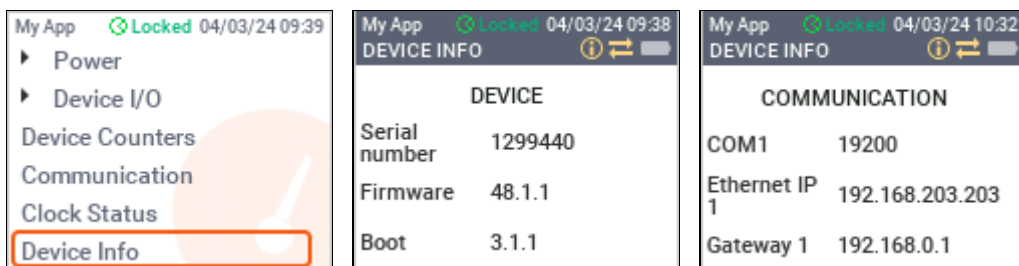 My App Locked 04/03/24 09:39
Power
Device I/O
Device Counters
Communication
Clock Status
Device Info
My App Locked 04/03/24 09:38
DEVICE INFO
DEVICE
Serial number 1299440
Firmware 48.1.1
Boot 3.1.1
My App Locked 04/03/24 10:32
DEVICE INFO
COMMUNICATION
COM1 19200
Ethernet IP 1 192.168.203.203
Gateway 1 192.168.0.1